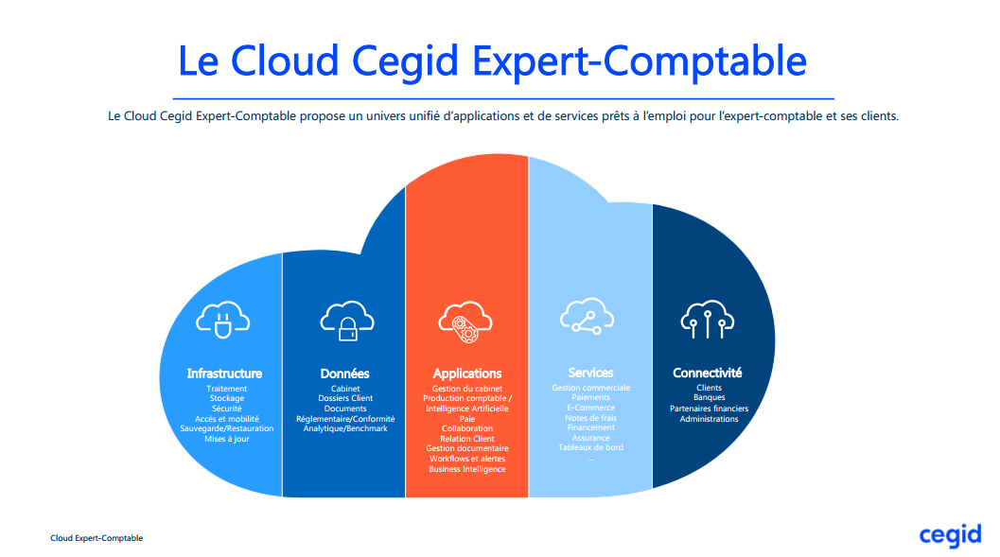 Le Cloud Cegid Expert-Comptable
Le Cloud Cegid Expert-Comptable propose un univers unifié d'applications et de services prêts à l'emploi pour l'expert-comptable et ses clients.
Infrastructure
Traitement
Stockage
Sécurité
Accès et mobilité
Sauvegarde/Restauration
Mises à jour
Données
Cabinet
Dossiers Client
Documents
Réglementaire/Conformité
Analytique/Benchmark
Applications
Gestion du cabinet
Production comptable /
Intelligence Artificielle
Paie
Collaboration
Relation Client
Gestion documentaire
Workflows et alertes
Business Intelligence
Services
Gestion commerciale
Paiements
E-Commerce
Notes de frais
Financement
Assurance
Tableaux de bord
...
Connectivité
Clients
Banques
Partenaires financiers
Administrations
Cloud Expert-Comptable
cegid